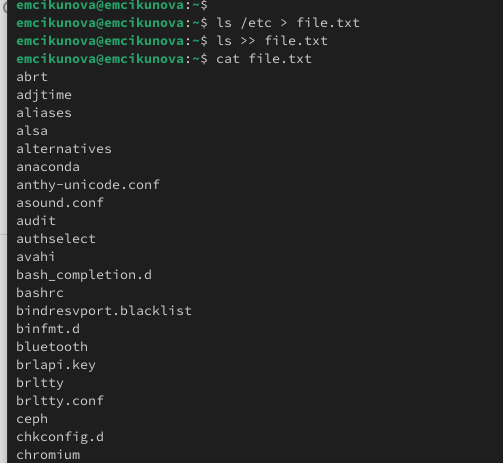 emcikunova@emcikunova:~$
emcikunova@emcikunova:~$ ls /etc > file.txt
emcikunova@emcikunova:~$ ls >> file.txt
emcikunova@emcikunova:~$ cat file.txt
abrt
adjtime
aliases
alsa
alternatives
anaconda
anthy-unicode.conf
asound.conf
audit
authselect
avahi
bash_completion.d
bashrc
bindresvport.blacklist
binfmt.d
bluetooth
brlapi.key
brltty
brltty.conf
ceph
chkconfig.d
chromium